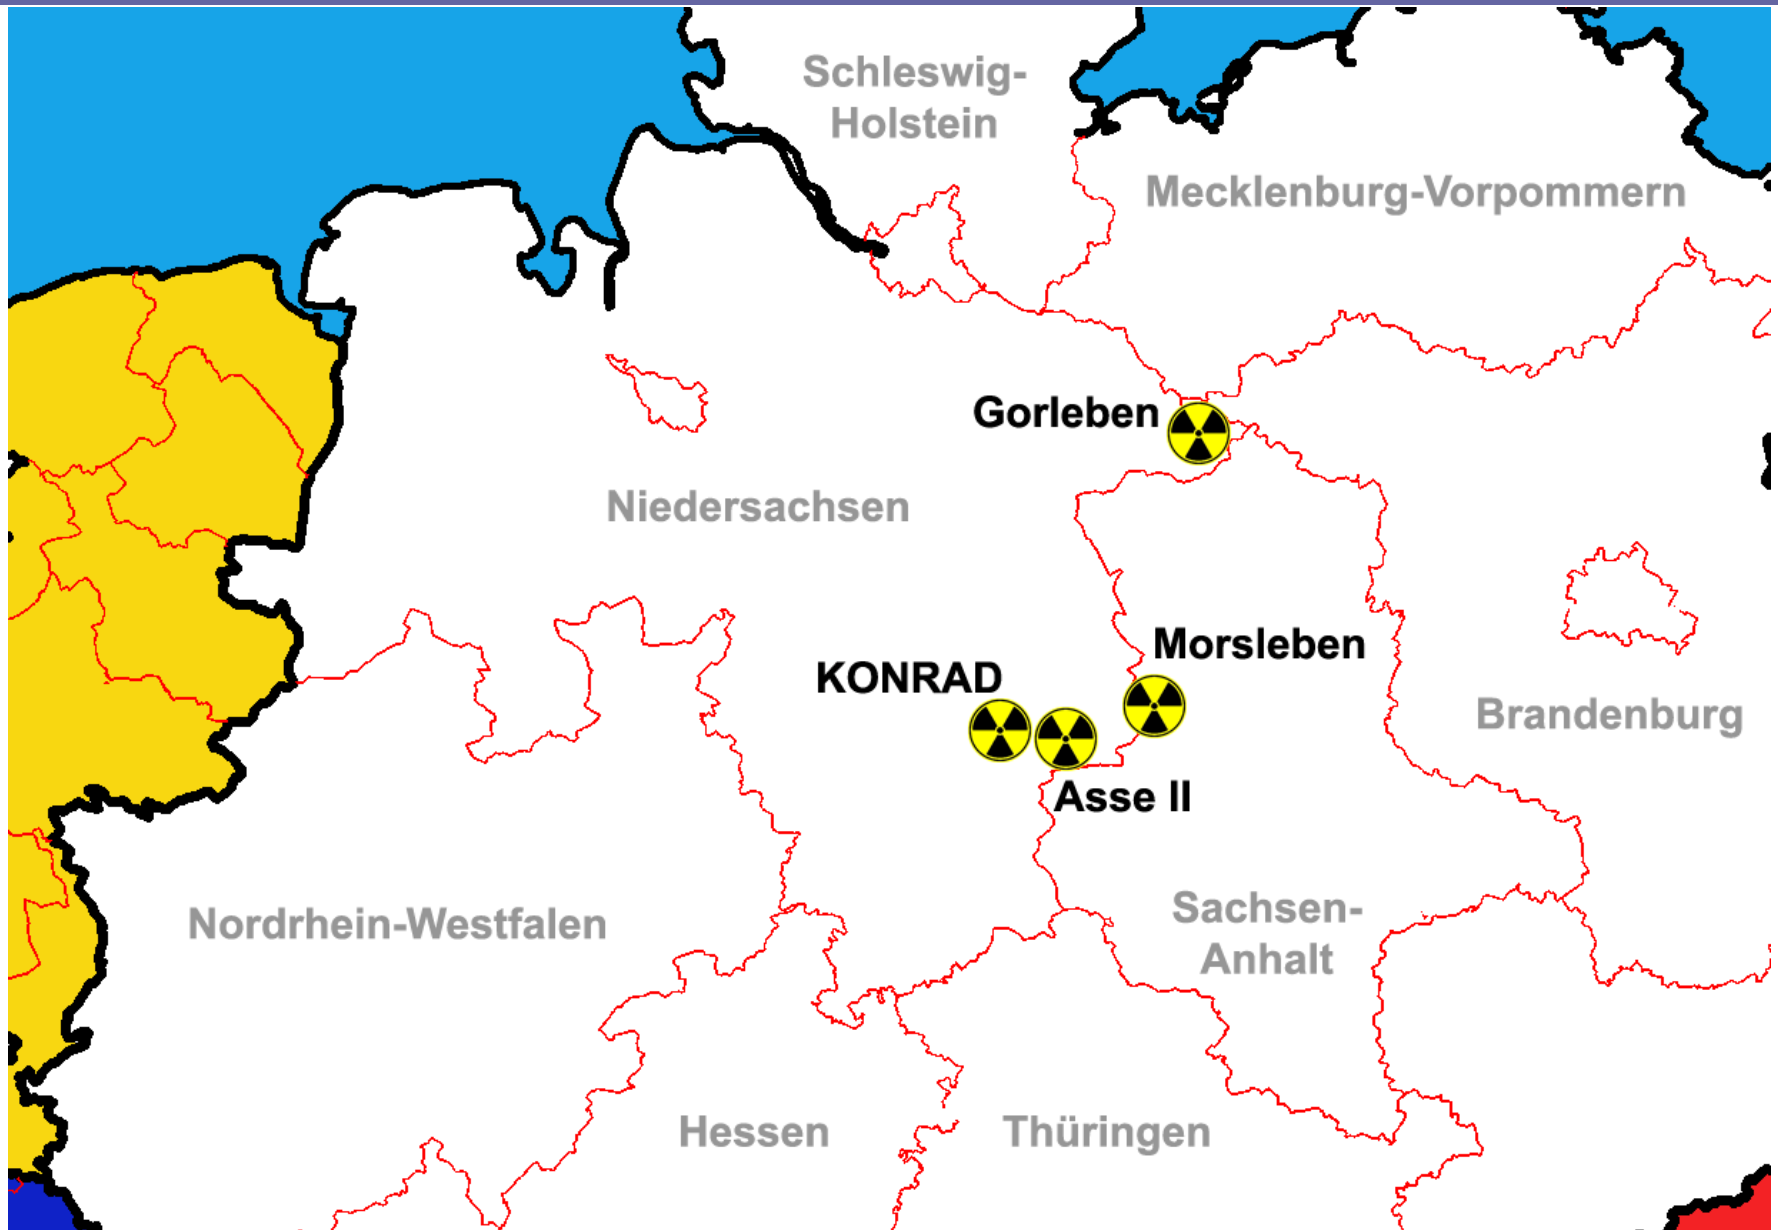 Schleswig-
Holstein
Mecklenburg-Vorpommern
Gorleben
Niedersachsen
Morsleben
KONRAD
Brandenburg
Asse II
Nordrhein-Westfalen
Sachsen-
Anhalt
Hessen
Thüringen